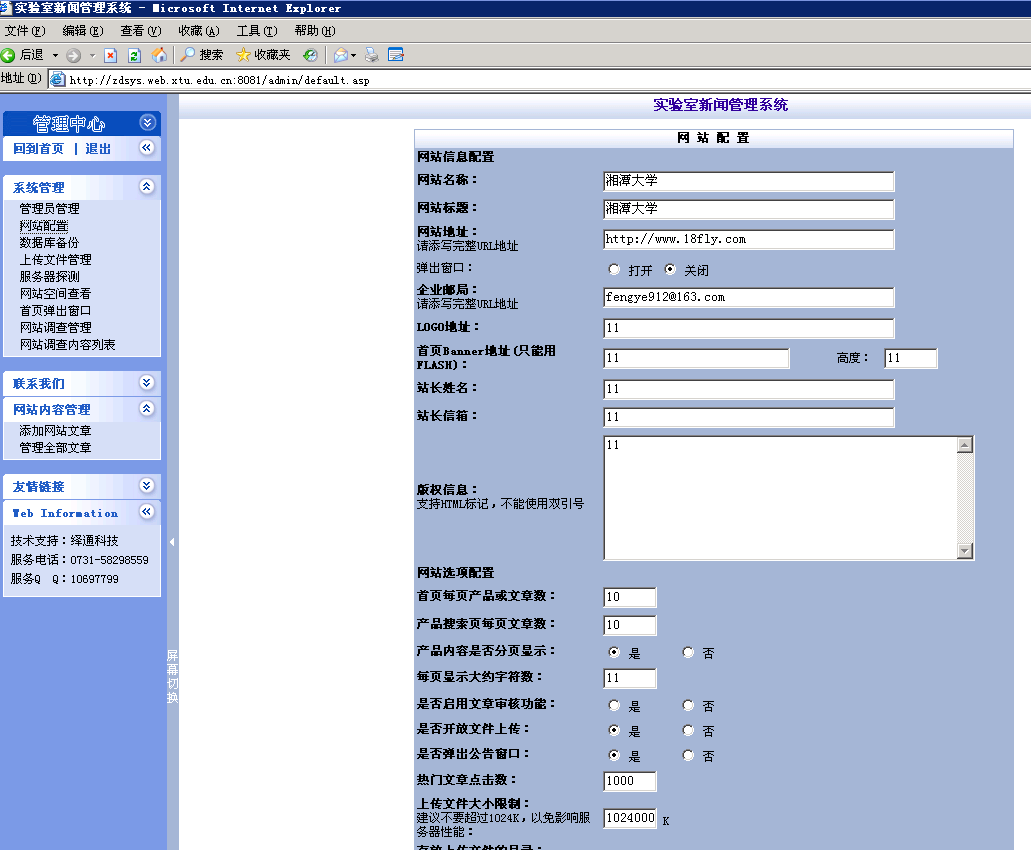 实验室新闻管理系统 - Microsoft Internet Explorer
文件(F) 编辑(E) 查看(V) 收藏(A) 工具(T) 帮助(H)
后退 搜索 收藏夹
地址(D) http://zdsys.web.xtu.edu.cn:8081/admin/default.asp
管理中心
回到首页 | 退出
系统管理
管理员管理
网站配置
数据库备份
上传文件管理
服务器探测
网站空间查看
首页弹出窗口
网站调查管理
网站调查内容列表
联系我们
网站内容管理
添加网站文章
管理全部文章
友情链接
Web Information
技术支持：绎通科技
服务电话：0731-58298559
服务Q Q：10697799
屏幕切换
实验室新闻管理系统
网 站 配 置
网站信息配置
网站名称： 湘潭大学
网站标题： 湘潭大学
网站地址： http://www.18fly.com
请添写完整URL地址
弹出窗口： 打开 关闭
企业邮局： fengye912@163.com
请添写完整URL地址
LOGO地址： 11
首页Banner地址(只能用
FLASH)： 11 高度： 11
站长姓名： 11
站长信箱： 11
11
版权信息：
支持HTML标记，不能使用双引号
网站选项配置
首页每页产品或文章数： 10
产品搜索页每页文章数： 10
产品内容是否分页显示： 是 否
每页显示大约字符数： 11
是否启用文章审核功能： 是 否
是否开放文件上传： 是 否
是否弹出公告窗口： 是 否
热门文章点击数： 1000
上传文件大小限制：
建议不要超过1024K，以免影响服
务器性能： 1024000 K
存放上传文件的目录：